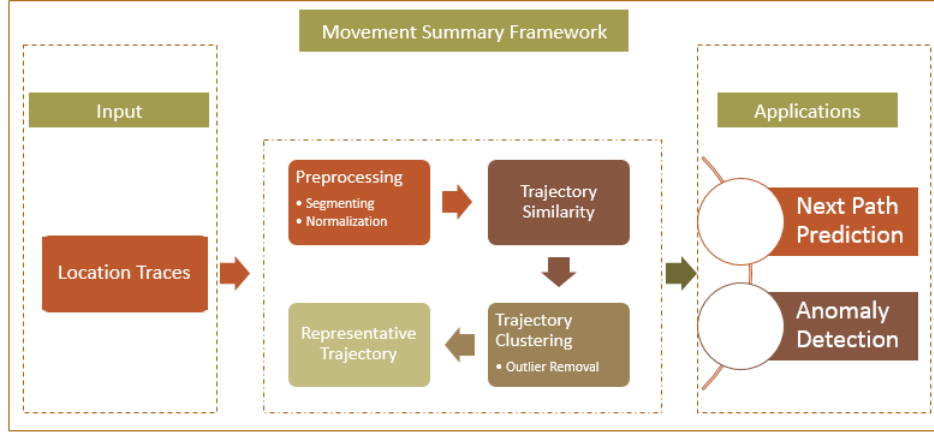 Movement Summary Framework
Input
Location Traces
Preprocessing
• Segmenting
• Normalization
Trajectory
Similarity
Trajectory
Clustering
• Outlier Removal
Representative
Trajectory
Applications
Next Path
Prediction
Anomaly
Detection